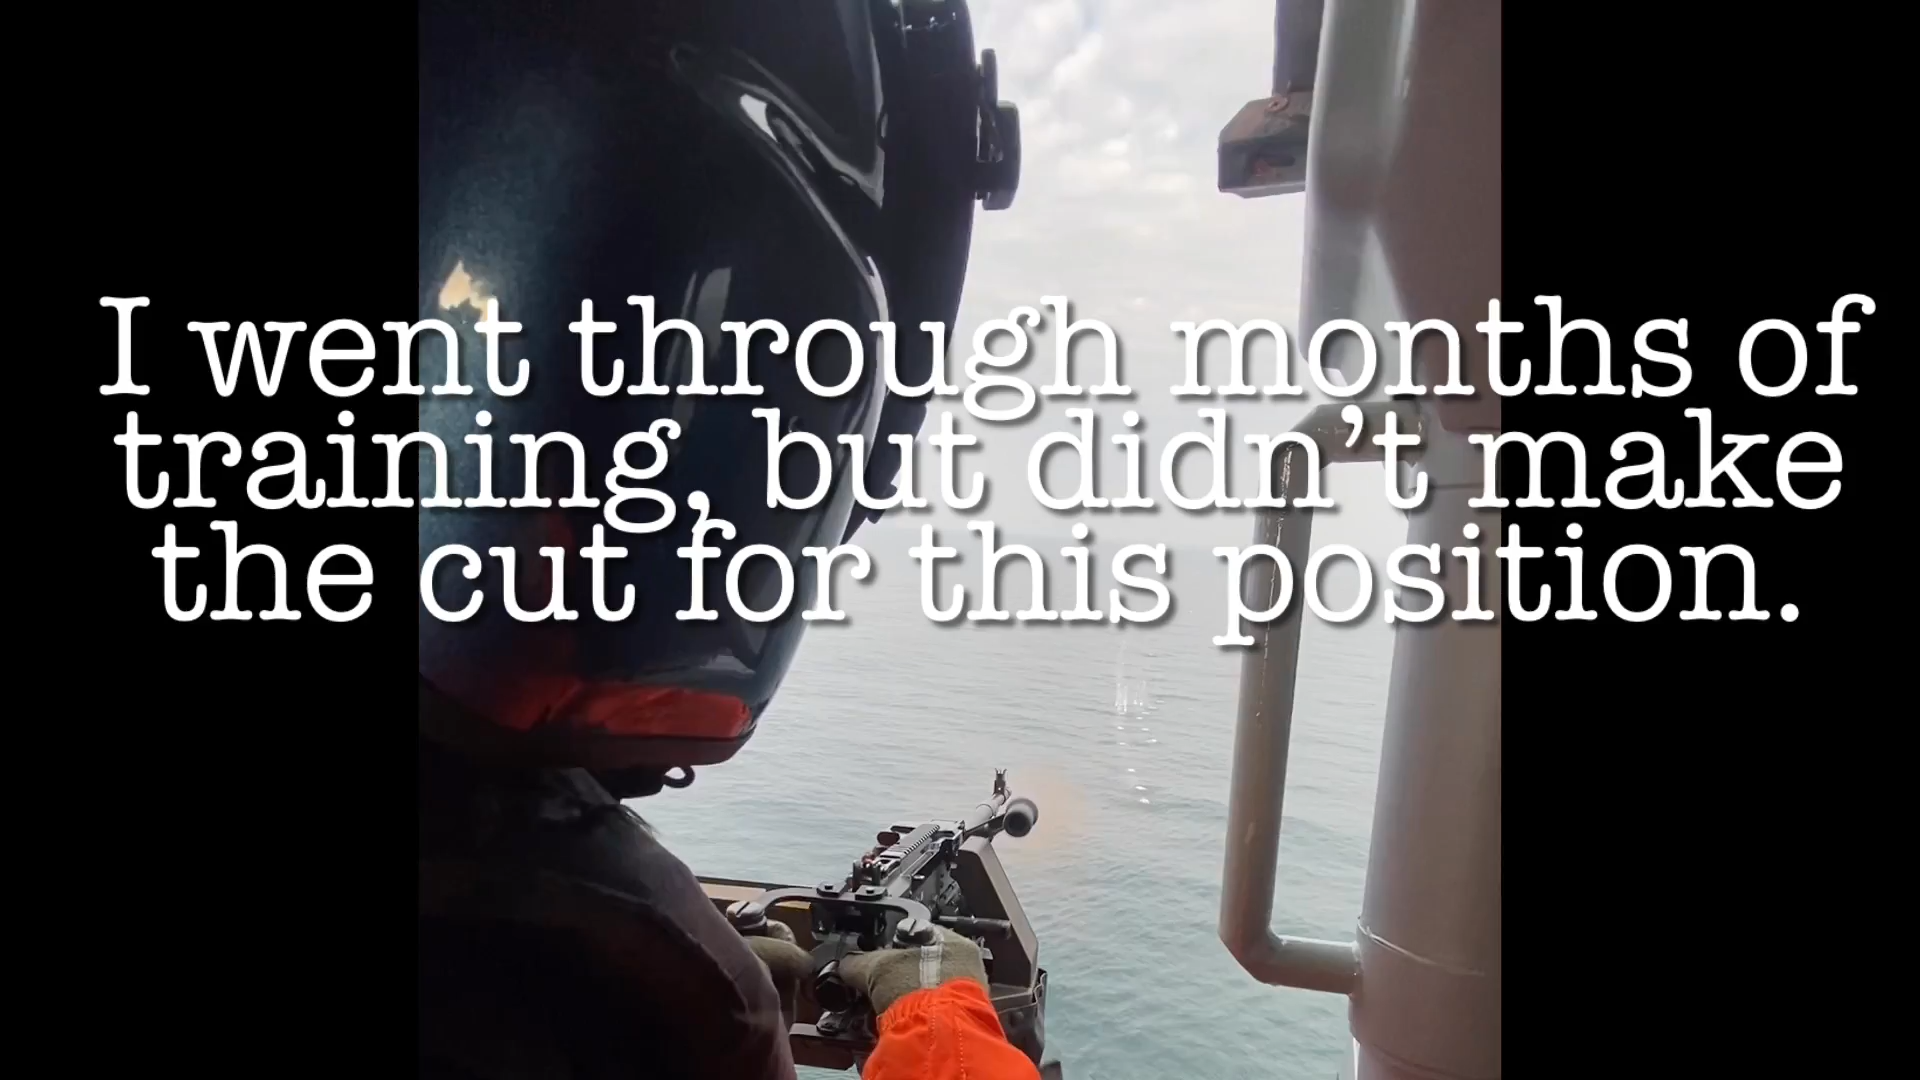 I went through months of
training, but didn’t make
the cut for this position.